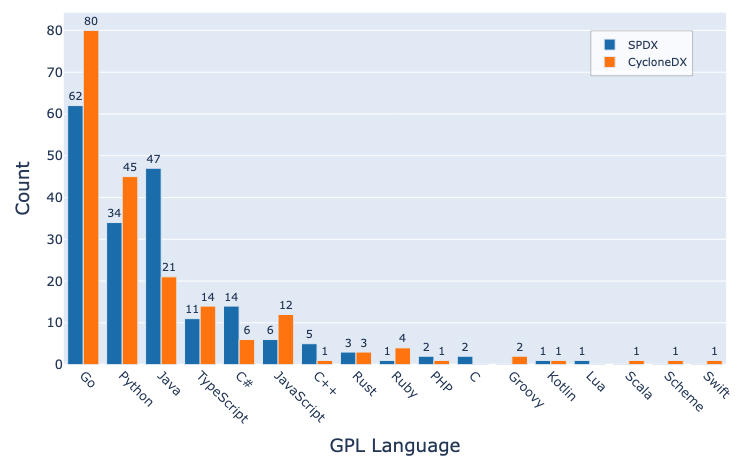 SPDX
CycloneDX
Count
80
70
60
50
40
30
20
10
0
62 80
34 45
47 21
11 14
14 6
6 12
5 1
3 3
1 4
2 1
2
2
1 1
1
1
1
1
Go
Python
Java
TypeScript
C#
JavaScript
C++
Rust
Ruby
PHP
C
Groovy
Kotlin
Lua
Scala
Scheme
Swift
GPL Language